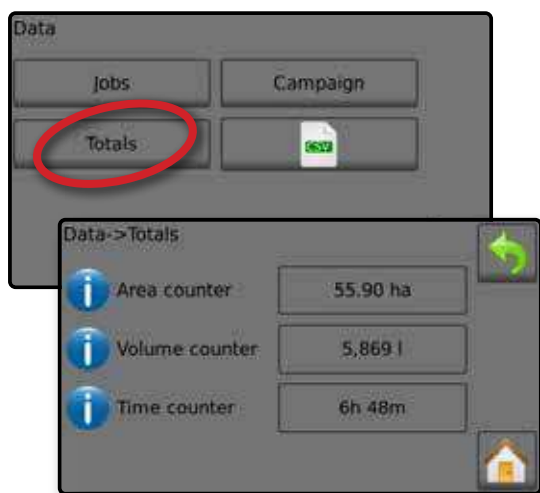 Data
Jobs Campaign
Totals CSV
Data->Totals
Area counter 55.90 ha
Volume counter 5,869 l
Time counter 6h 48m